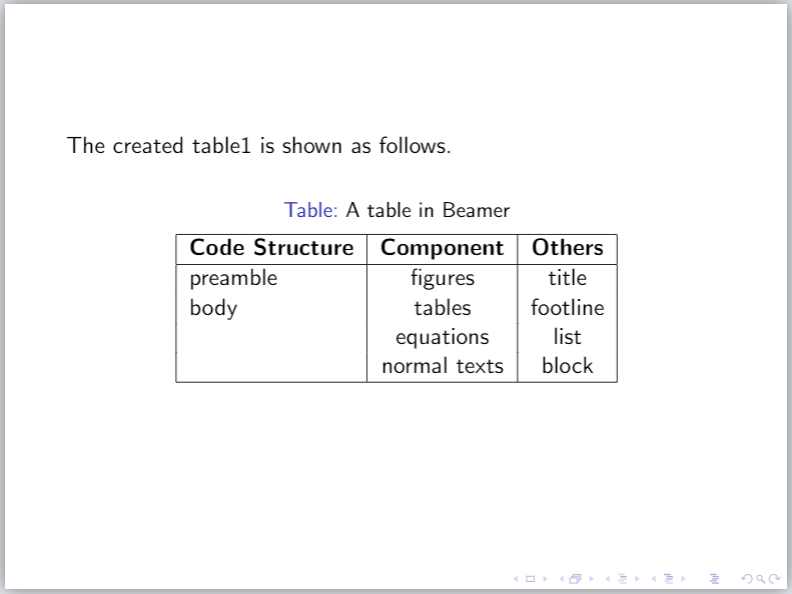 The created table1 is shown as follows.
Table: A table in Beamer
Code Structure Component Others
preamble figures title
body tables footline
equations list
normal texts block